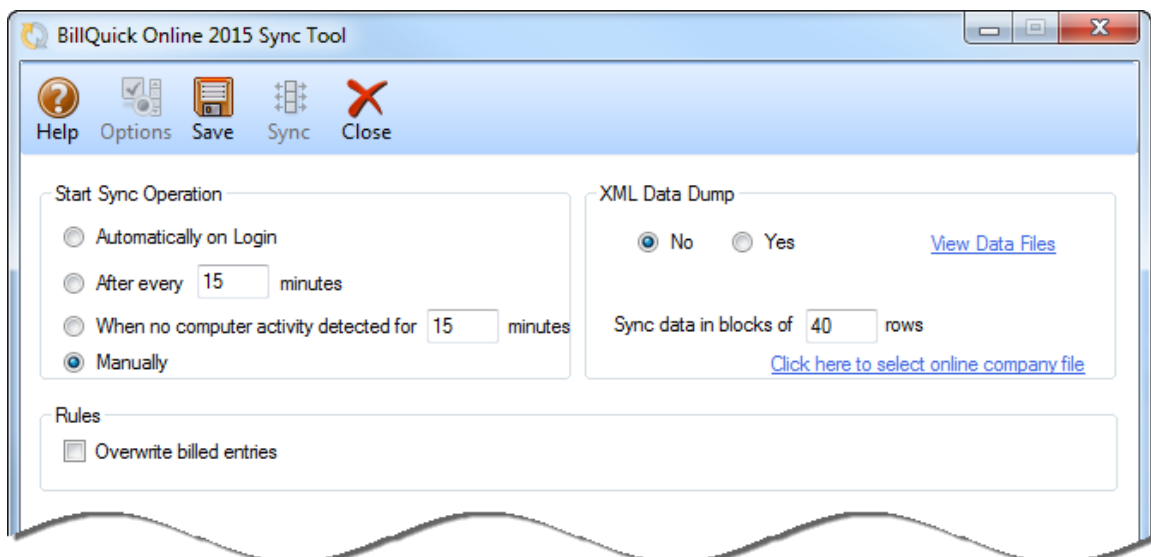 BillQuick Online 2015 Sync Tool
Help Options Save Sync Close
Start Sync Operation
Automatically on Login
After every 15 minutes
When no computer activity detected for 15 minutes
Manually
XML Data Dump
No Yes View Data Files
Sync data in blocks of 40 rows
Click here to select online company file
Rules
Overwrite billed entries